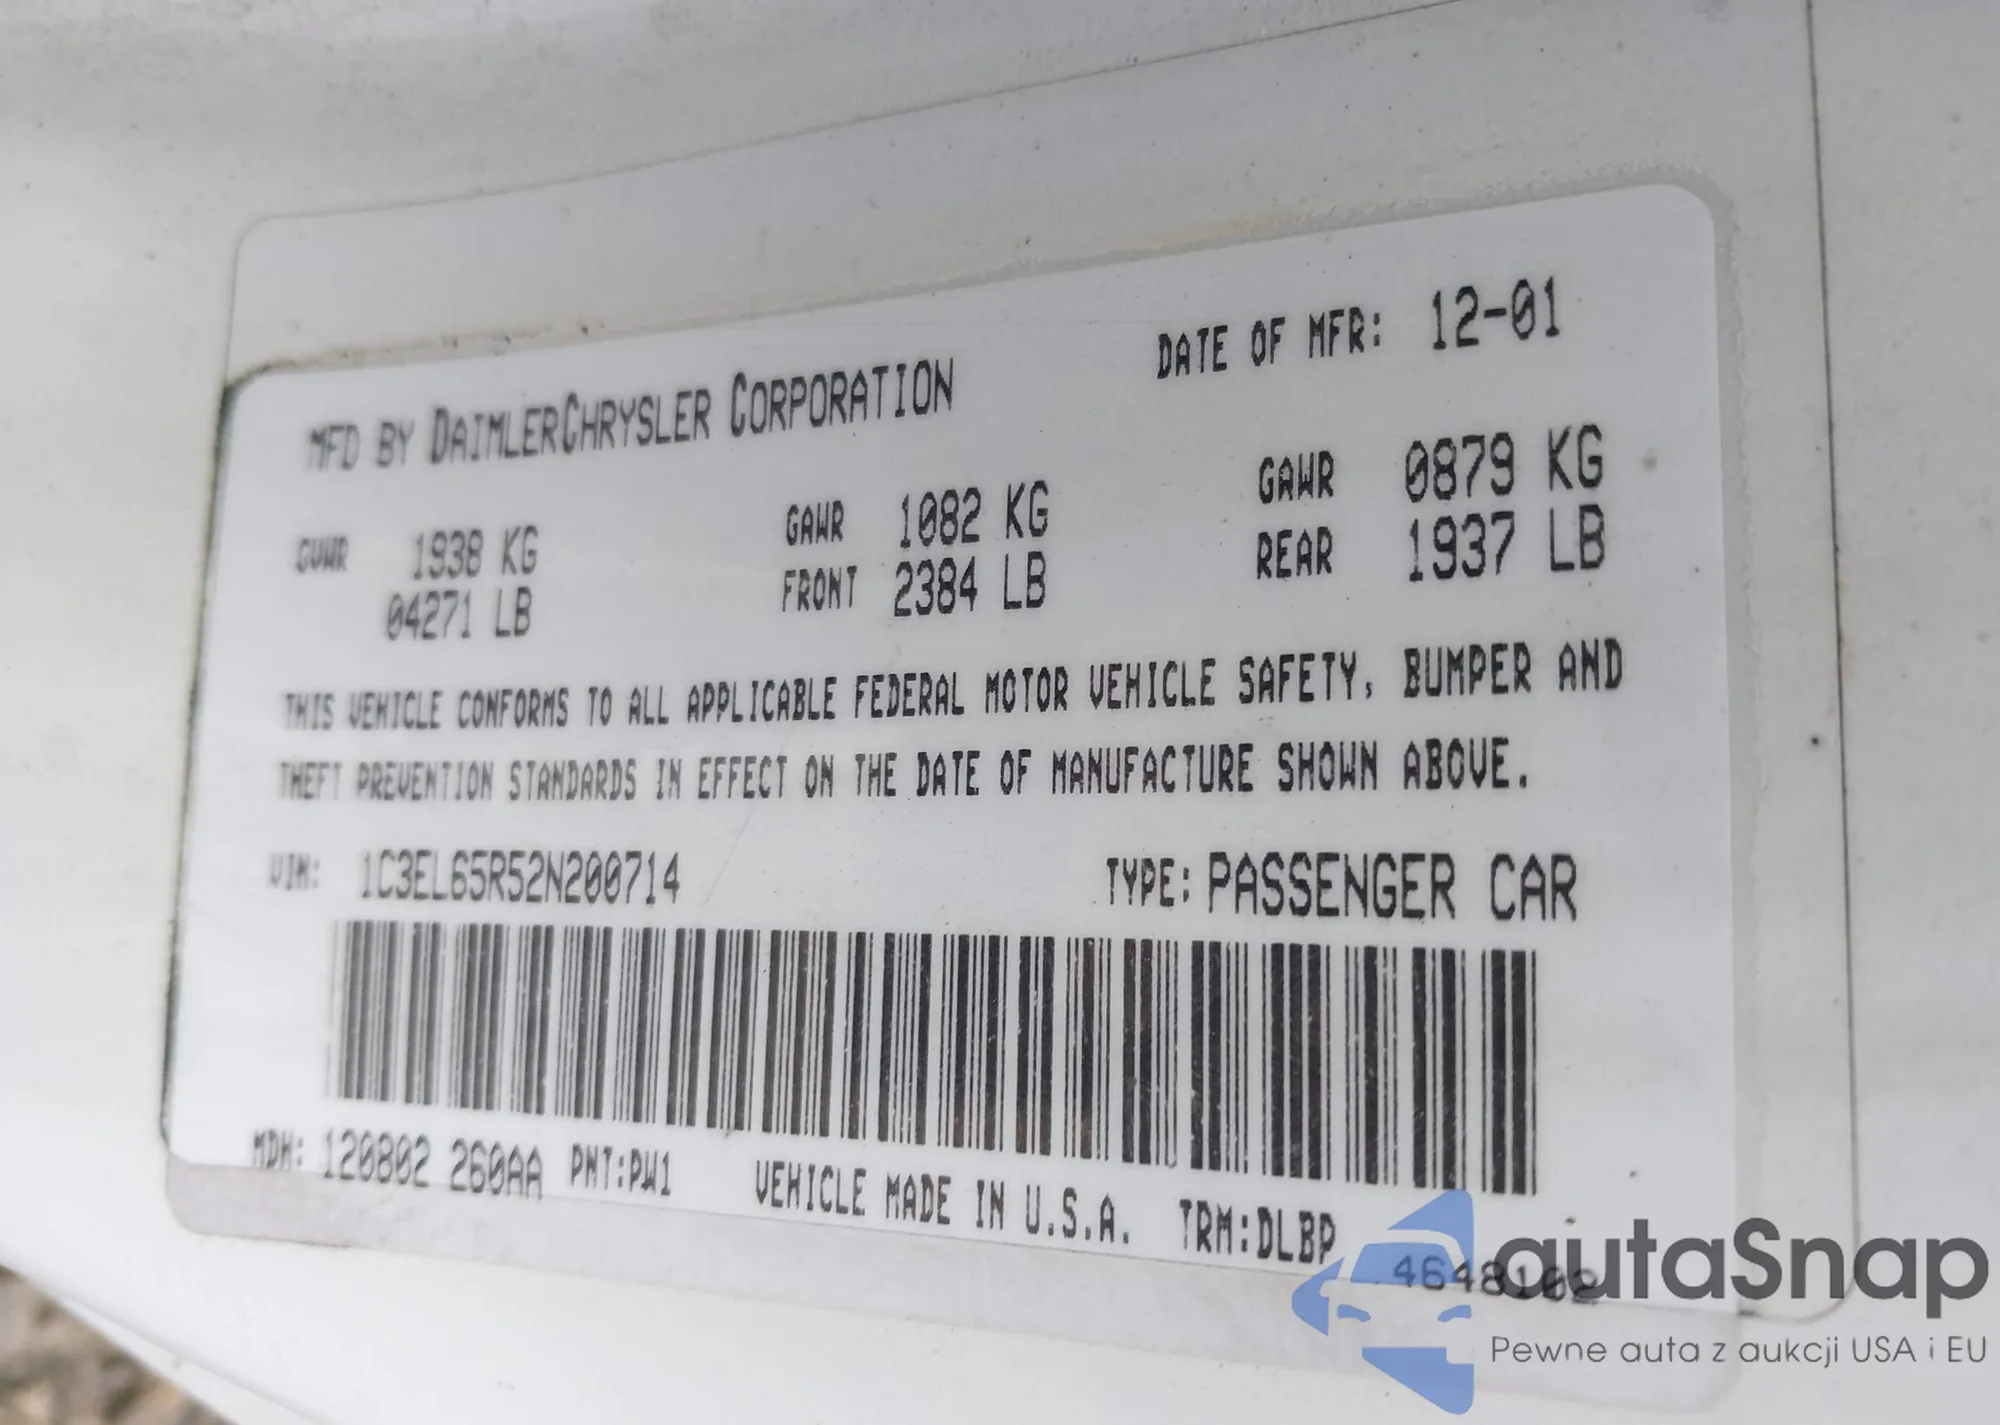 MFD BY DAIMLERCHRYSLER CORPORATION DATE OF MFR: 12-01
GVWR 1938 KG GAWR 1082 KG GAWR 0879 KG
04271 LB FRONT 2384 LB REAR 1937 LB
THIS VEHICLE CONFORMS TO ALL APPLICABLE FEDERAL MOTOR VEHICLE SAFETY, BUMPER AND
THEFT PREVENTION STANDARDS IN EFFECT ON THE DATE OF MANUFACTURE SHOWN ABOVE.
VIN: 1C3EL65R52N200714 TYPE: PASSENGER CAR
MDH: 120802 260AA PNT:PW1 VEHICLE MADE IN U.S.A. TRM:DLBP
4648102
autaSnap
Pewne auta z aukcji USA i EU